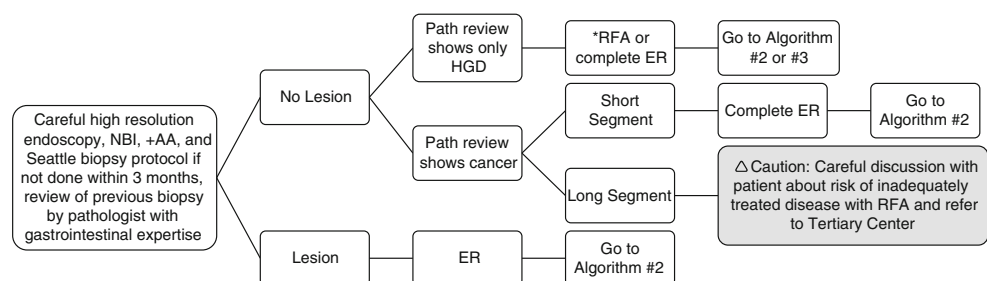 Careful high resolution
endoscopy, NBI, +AA, and
Seattle biopsy protocol if
not done within 3 months,
review of previous biopsy
by pathologist with
gastrointestinal expertise
No Lesion
Path review
shows only
HGD
*RFA or
complete ER
Go to Algorithm
#2 or #3
Path review
shows cancer
Short
Segment
Complete ER
Go to
Algorithm #2
Long Segment
△ Caution: Careful discussion with
patient about risk of inadequately
treated disease with RFA and refer
to Tertiary Center
Lesion
ER
Go to
Algorithm #2